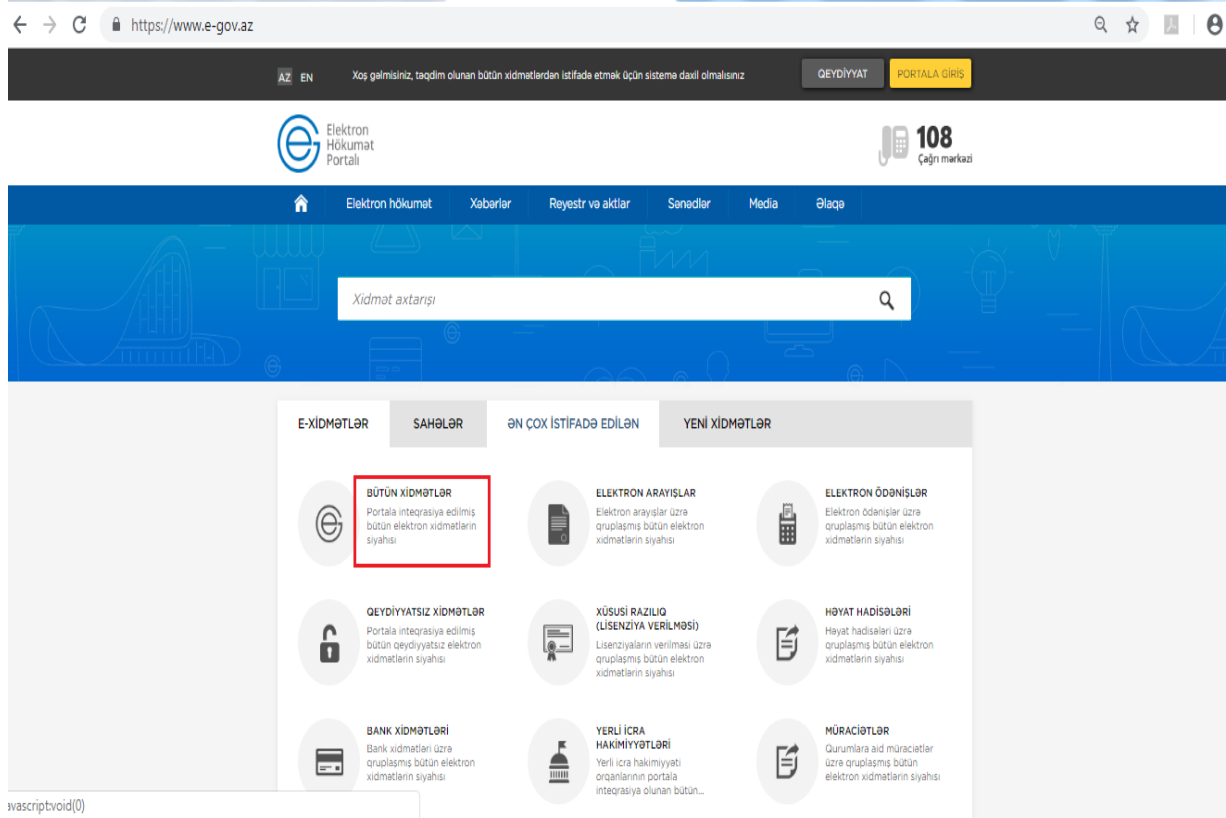 https://www.e-gov.az
AZ EN Xoş gəlmisiniz, təqdim olunan bütün xidmətlərdən istifadə etmək üçün sistemə daxil olmalısınız QEYDİYYAT PORTALA GİRİŞ
Elektron
Hökumət
Portalı
108
Çağrı mərkəzi
Elektron hökumət Xəbərlər Reyestr və aktlar Sənədlər Media Əlaqə
Xidmət axtarışı
E-XİDMƏTLƏR SAHƏLƏR ƏN ÇOX İSTİFADƏ EDİLƏN YENİ XİDMƏTLƏR
BÜTÜN XİDMƏTLƏR
Portala inteqrasiya edilmiş
bütün elektron xidmətlərin
siyahısı
ELEKTRON ARAYIŞLAR
Elektron arayışlar üzrə
qruplaşmış bütün elektron
xidmətlərin siyahısı
ELEKTRON ÖDƏNİŞLƏR
Elektron ödənişlər üzrə
qruplaşmış bütün elektron
xidmətlərin siyahısı
QEYDİYYATSIZ XİDMƏTLƏR
Portala inteqrasiya edilmiş
bütün qeydiyyatsız elektron
xidmətlərin siyahısı
XÜSUSİ RAZILIQ
(LİSENZİYA VERİLMƏSİ)
Lisenziyaların verilməsi üzrə
qruplaşmış bütün elektron
xidmətlərin siyahısı
HƏYAT HADİSƏLƏRİ
Həyat hadisələri üzrə
qruplaşmış bütün elektron
xidmətlərin siyahısı
BANK XİDMƏTLƏRİ
Bank xidmətləri üzrə
qruplaşmış bütün elektron
xidmətlərin siyahısı
YERLİ İCRA
HAKİMİYYƏTLƏRİ
Yerli icra hakimiyyəti
orqanlarının portala
inteqrasiya olunan bütün...
MÜRACİƏTLƏR
Qurumlara aid müraciətlər
üzrə qruplaşmış bütün
elektron xidmətlərin siyahısı
avascript:void(0)